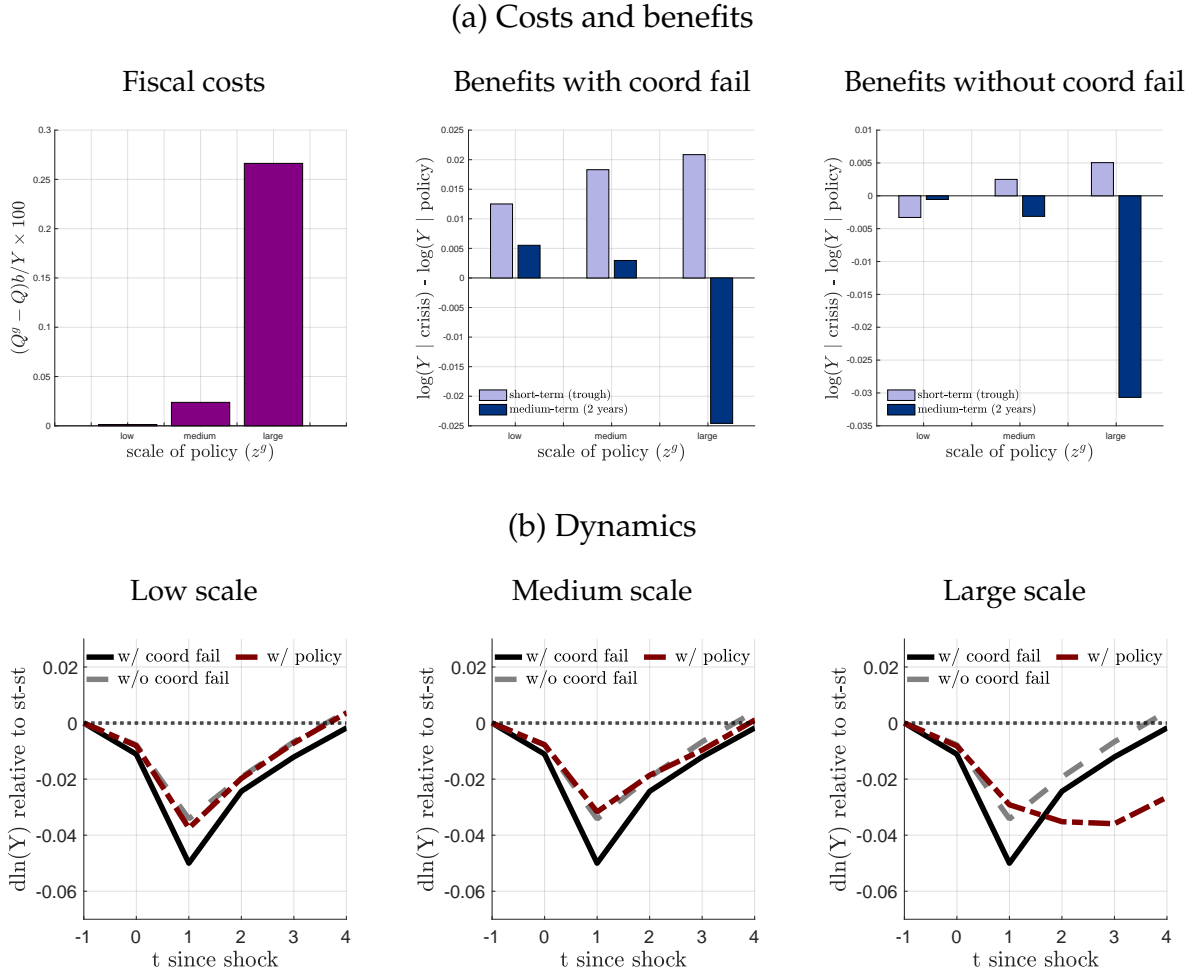 (a) Costs and benefits
Fiscal costs
(Q^g − Q)b/Y × 100
0.3
0.25
0.2
0.15
0.1
0.05
0
low medium large
scale of policy (z^g)
Benefits with coord fail
log(Y | crisis) - log(Y | policy)
0.025
0.02
0.015
0.01
0.005
0
-0.005
-0.01
-0.015
-0.02
-0.025
short-term (trough)
medium-term (2 years)
low medium large
scale of policy (z^g)
Benefits without coord fail
log(Y | crisis) - log(Y | policy)
0.01
0.005
0
-0.005
-0.01
-0.015
-0.02
-0.025
-0.03
-0.035
short-term (trough)
medium-term (2 years)
low medium large
scale of policy (z^g)
(b) Dynamics
Low scale
dln(Y) relative to st-st
w/ coord fail w/ policy
w/o coord fail
0.02
0
-0.02
-0.04
-0.06
-1 0 1 2 3 4
t since shock
Medium scale
dln(Y) relative to st-st
w/ coord fail w/ policy
w/o coord fail
0.02
0
-0.02
-0.04
-0.06
-1 0 1 2 3 4
t since shock
Large scale
dln(Y) relative to st-st
w/ coord fail w/ policy
w/o coord fail
0.02
0
-0.02
-0.04
-0.06
-1 0 1 2 3 4
t since shock